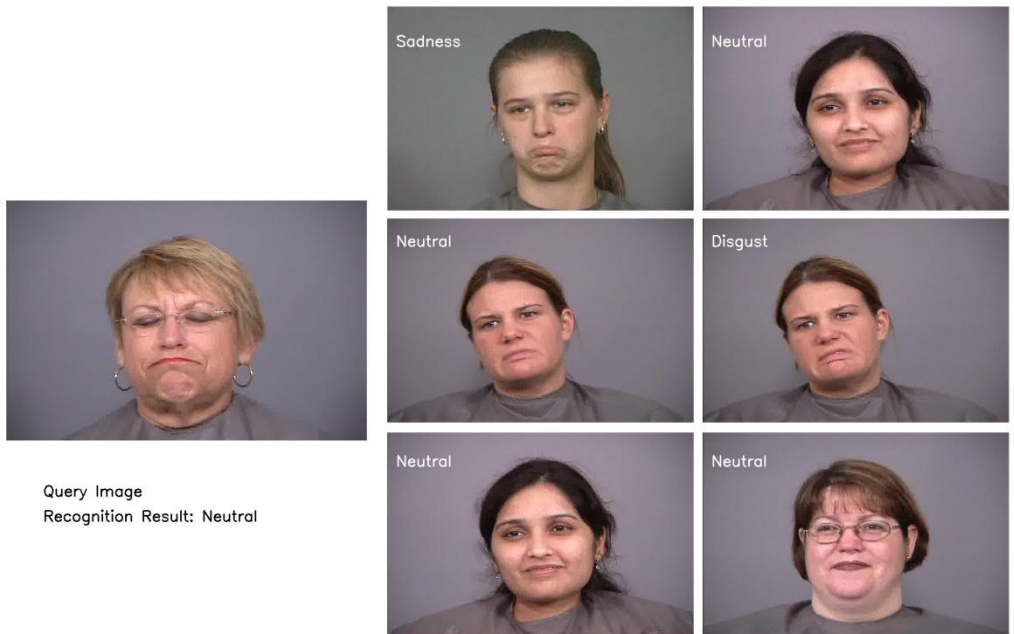 Sadness
Neutral
Neutral
Disgust
Neutral
Neutral
Query Image
Recognition Result: Neutral